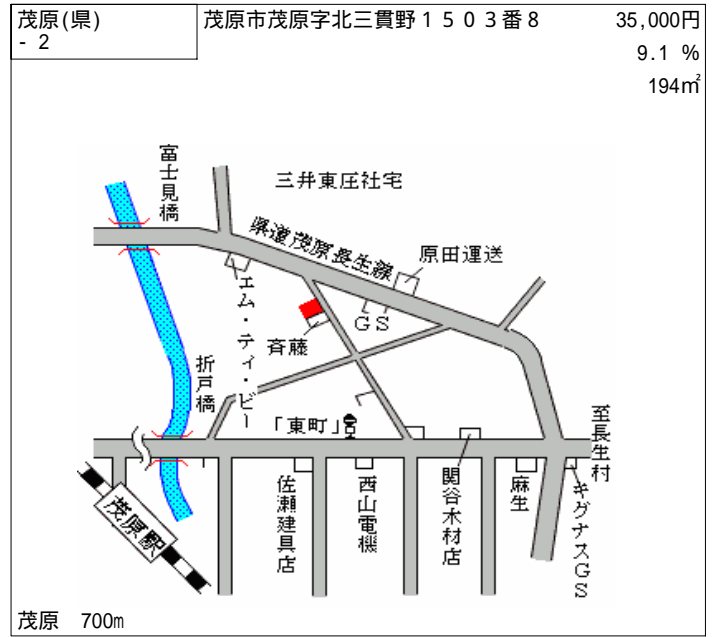 茂原(県)
- 2
茂原市茂原字北三貫野１５０３番8
35,000円
9.1 %
194㎡
富士見橋
三井東圧社宅
県道茂原長生線
原田運送
エム・ティ・ビー
GS
斉藤
折戸橋
「東町」
至長生村
茂原駅
佐瀬建具店
西山電機
関谷木材店
麻生
キグナスGS
茂原　700m